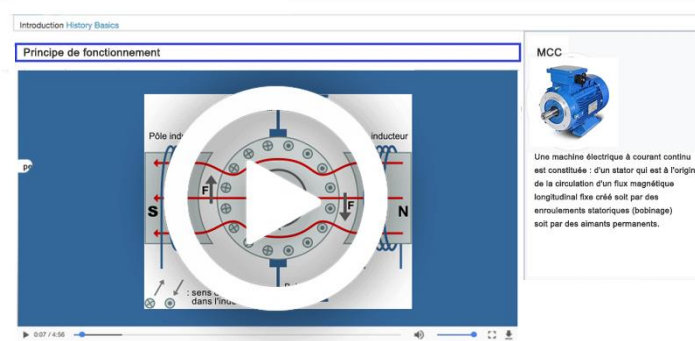 Introduction History Basics
Principe de fonctionnement
Pôle ind
inducteur
F
F
S
N
: sens
dans l'indu
0:07 / 4:56
MCC
Une machine électrique à courant continu
est constituée : d'un stator qui est à l'origin
de la circulation d'un flux magnétique
longitudinal fixe créé soit par des
enroulements statoriques (bobinage)
soit par des aimants permanents.